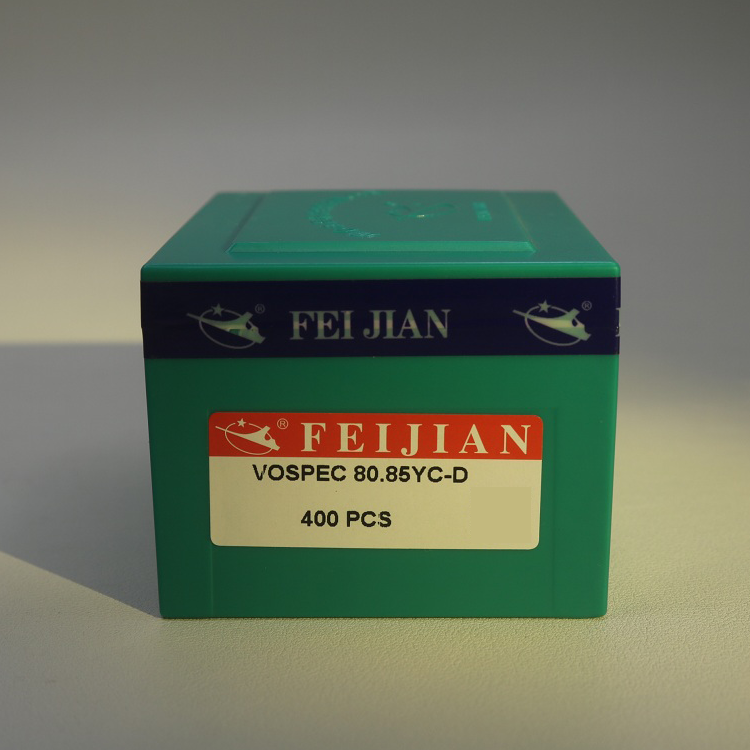 FEI JIAN
®
®
® FEIJIAN
VOSPEC 80.85YC-D
400 PCS